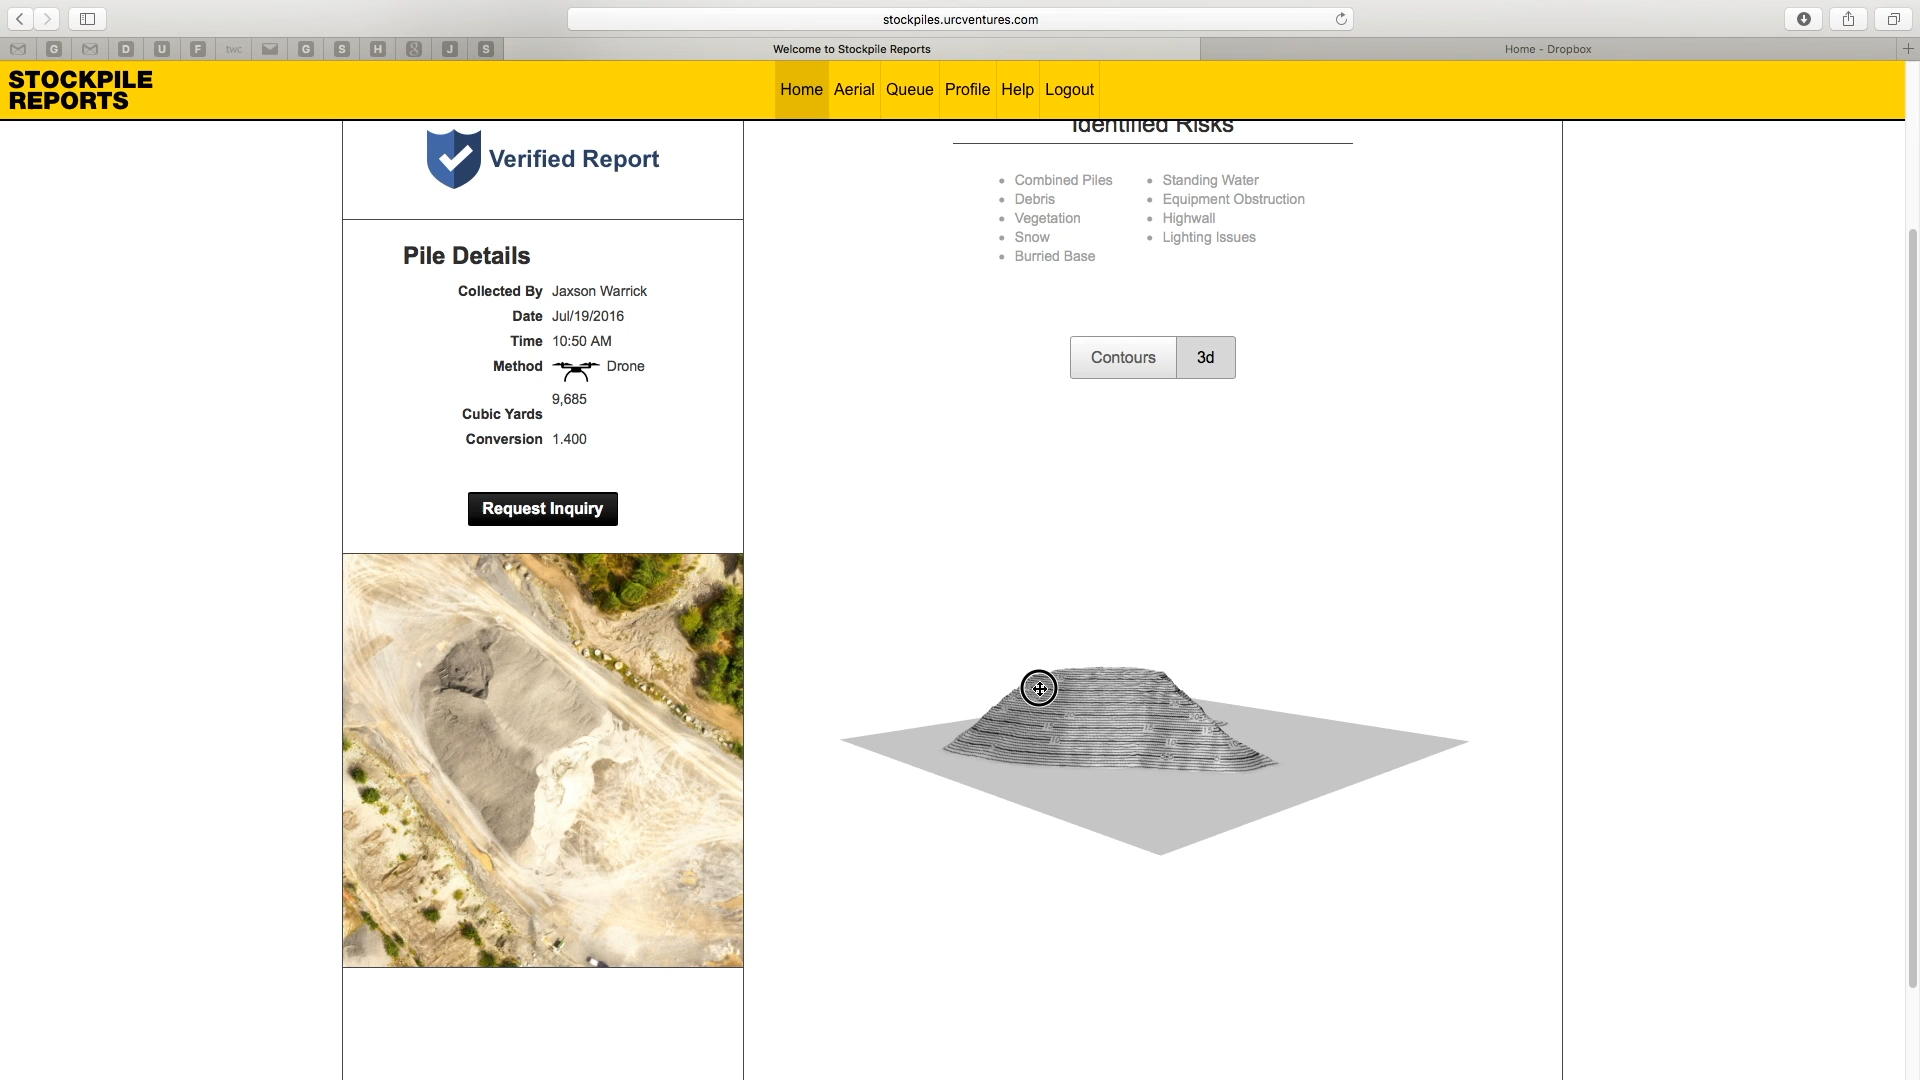 stockpiles.urcventures.com
G D U F twc G S H 8 J S
Welcome to Stockpile Reports
Home - Dropbox
STOCKPILE
REPORTS
Home Aerial Queue Profile Help Logout
Verified Report
Pile Details
Collected By Jaxson Warrick
Date Jul/19/2016
Time 10:50 AM
Method Drone
9,685
Cubic Yards
Conversion 1.400
Request Inquiry
Identified Risks
Combined Piles
Debris
Vegetation
Snow
Burried Base
Standing Water
Equipment Obstruction
Highwall
Lighting Issues
Contours 3d